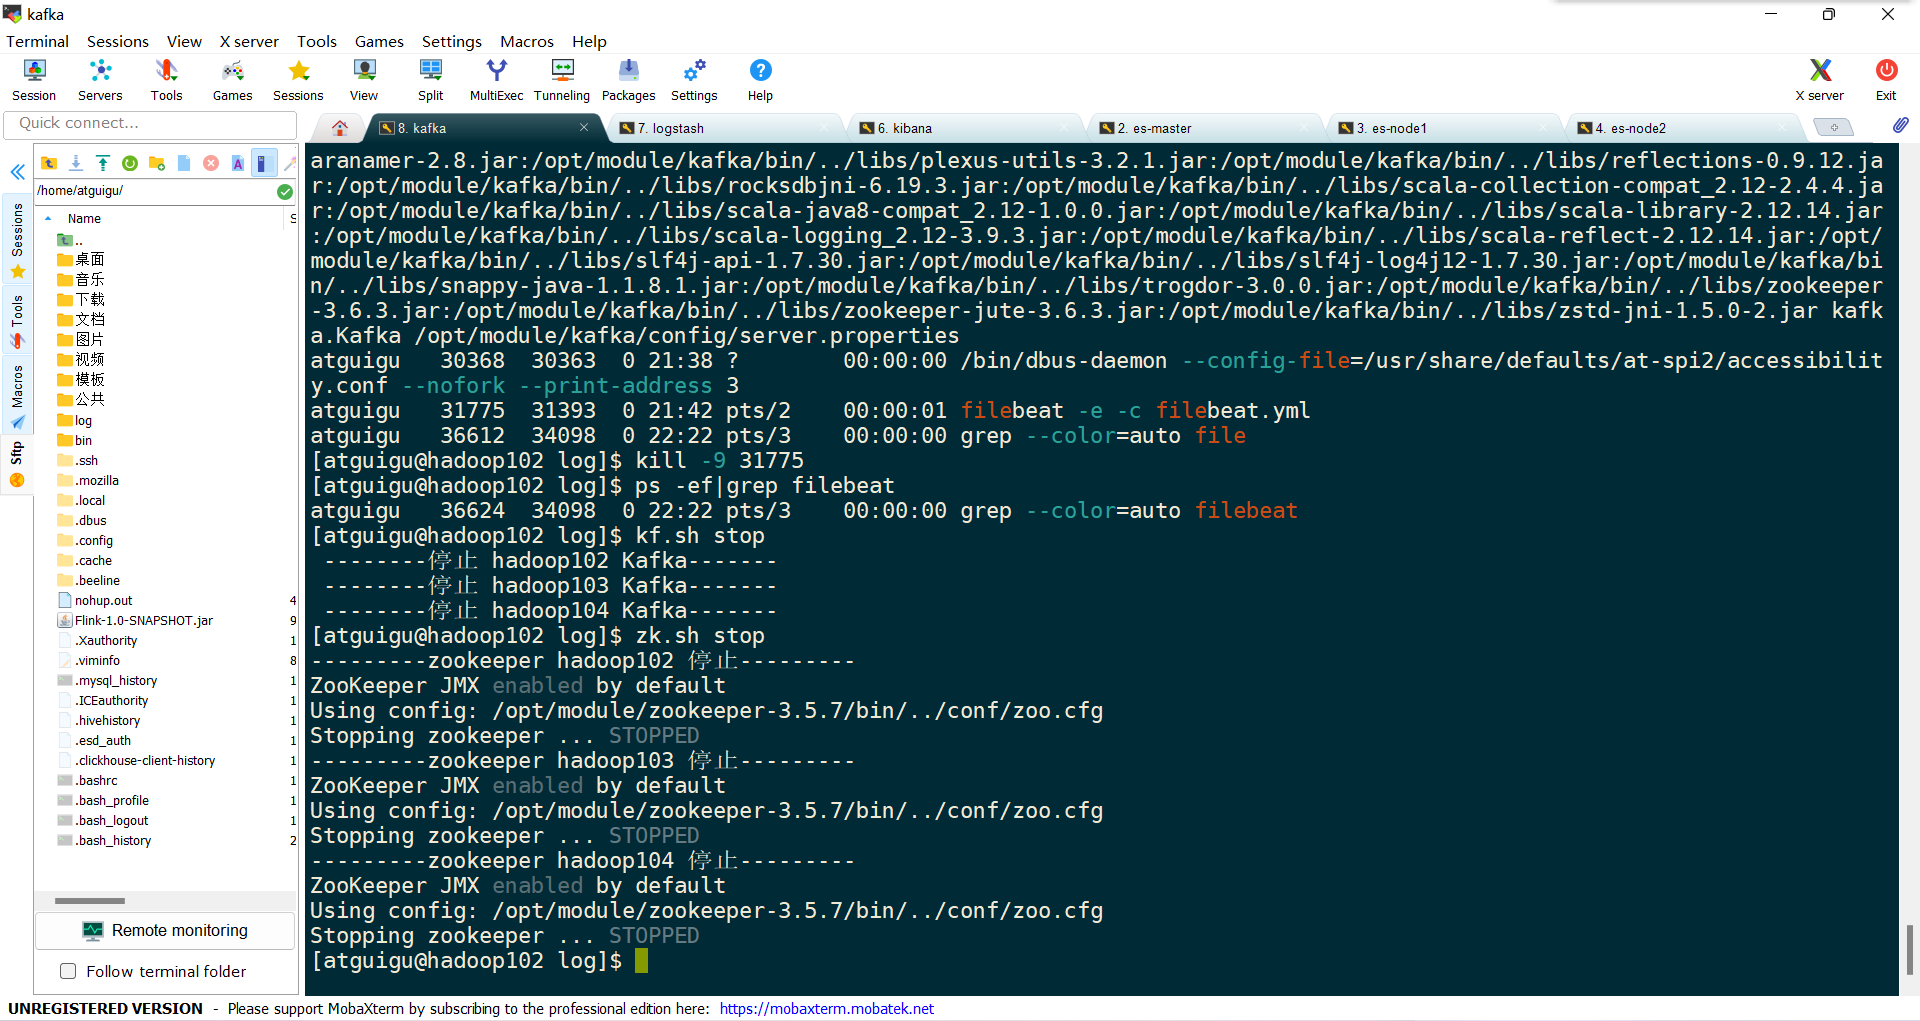 kafka
Terminal Sessions View X server Tools Games Settings Macros Help
Session Servers Tools Games Sessions View Split MultiExec Tunneling Packages Settings Help X server Exit
Quick connect...
8. kafka
7. logstash
6. kibana
2. es-master
3. es-node1
4. es-node2
Sessions
Tools
Macros
Sftp
/home/atguigu/
Name S
..
桌面
音乐
下载
文档
图片
视频
模板
公共
log
bin
.ssh
.mozilla
.local
.dbus
.config
.cache
.beeline
nohup.out 4
Flink-1.0-SNAPSHOT.jar 9
.Xauthority 1
.viminfo 8
.mysql_history 1
.ICEauthority 1
.hivehistory 1
.esd_auth 1
.clickhouse-client-history 1
.bashrc 1
.bash_profile 1
.bash_logout 1
.bash_history 2
Remote monitoring
Follow terminal folder
aranamer-2.8.jar:/opt/module/kafka/bin/../libs/plexus-utils-3.2.1.jar:/opt/module/kafka/bin/../libs/reflections-0.9.12.ja
r:/opt/module/kafka/bin/../libs/rocksdbjni-6.19.3.jar:/opt/module/kafka/bin/../libs/scala-collection-compat_2.12-2.4.4.ja
r:/opt/module/kafka/bin/../libs/scala-java8-compat_2.12-1.0.0.jar:/opt/module/kafka/bin/../libs/scala-library-2.12.14.jar
:/opt/module/kafka/bin/../libs/scala-logging_2.12-3.9.3.jar:/opt/module/kafka/bin/../libs/scala-reflect-2.12.14.jar:/opt/
module/kafka/bin/../libs/slf4j-api-1.7.30.jar:/opt/module/kafka/bin/../libs/slf4j-log4j12-1.7.30.jar:/opt/module/kafka/bi
n/../libs/snappy-java-1.1.8.1.jar:/opt/module/kafka/bin/../libs/trogdor-3.0.0.jar:/opt/module/kafka/bin/../libs/zookeeper
-3.6.3.jar:/opt/module/kafka/bin/../libs/zookeeper-jute-3.6.3.jar:/opt/module/kafka/bin/../libs/zstd-jni-1.5.0-2.jar kafk
a.Kafka /opt/module/kafka/config/server.properties
atguigu   30368  30363  0 21:38 ?        00:00:00 /bin/dbus-daemon --config-file=/usr/share/defaults/at-spi2/accessibilit
y.conf --nofork --print-address 3
atguigu   31775  31393  0 21:42 pts/2    00:00:01 filebeat -e -c filebeat.yml
atguigu   36612  34098  0 22:22 pts/3    00:00:00 grep --color=auto file
[atguigu@hadoop102 log]$ kill -9 31775
[atguigu@hadoop102 log]$ ps -ef|grep filebeat
atguigu   36624  34098  0 22:22 pts/3    00:00:00 grep --color=auto filebeat
[atguigu@hadoop102 log]$ kf.sh stop
--------停止 hadoop102 Kafka-------
--------停止 hadoop103 Kafka-------
--------停止 hadoop104 Kafka-------
[atguigu@hadoop102 log]$ zk.sh stop
---------zookeeper hadoop102 停止---------
ZooKeeper JMX enabled by default
Using config: /opt/module/zookeeper-3.5.7/bin/../conf/zoo.cfg
Stopping zookeeper ... STOPPED
---------zookeeper hadoop103 停止---------
ZooKeeper JMX enabled by default
Using config: /opt/module/zookeeper-3.5.7/bin/../conf/zoo.cfg
Stopping zookeeper ... STOPPED
---------zookeeper hadoop104 停止---------
ZooKeeper JMX enabled by default
Using config: /opt/module/zookeeper-3.5.7/bin/../conf/zoo.cfg
Stopping zookeeper ... STOPPED
[atguigu@hadoop102 log]$
UNREGISTERED VERSION - Please support MobaXterm by subscribing to the professional edition here: https://mobaxterm.mobatek.net